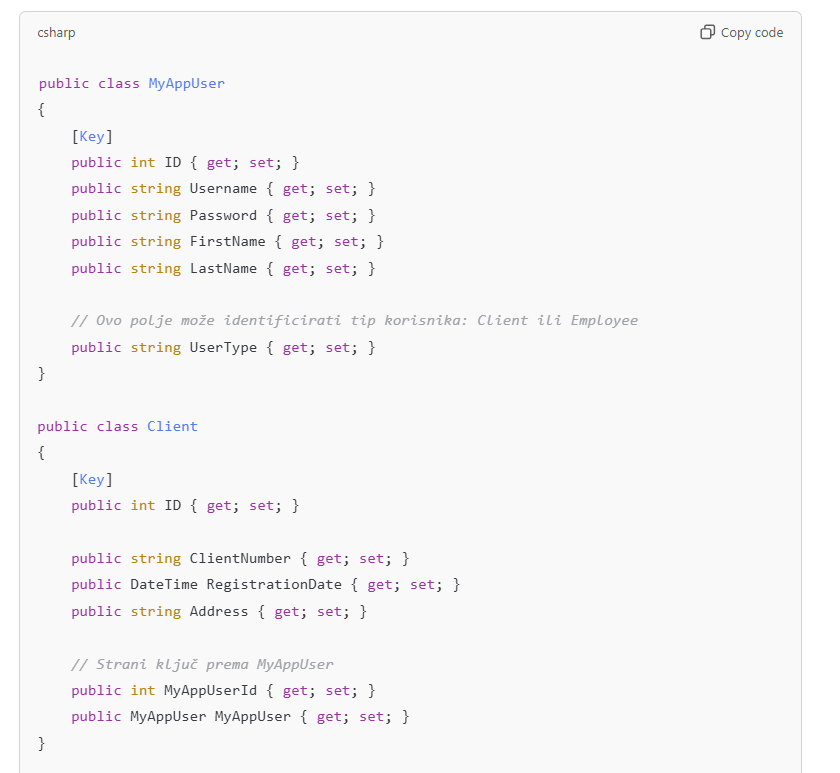 csharp
Copy code
public class MyAppUser
{
[Key]
public int ID { get; set; }
public string Username { get; set; }
public string Password { get; set; }
public string FirstName { get; set; }
public string LastName { get; set; }
// Ovo polje može identificirati tip korisnika: Client ili Employee
public string UserType { get; set; }
}
public class Client
{
[Key]
public int ID { get; set; }
public string ClientNumber { get; set; }
public DateTime RegistrationDate { get; set; }
public string Address { get; set; }
// Strani ključ prema MyAppUser
public int MyAppUserId { get; set; }
public MyAppUser MyAppUser { get; set; }
}